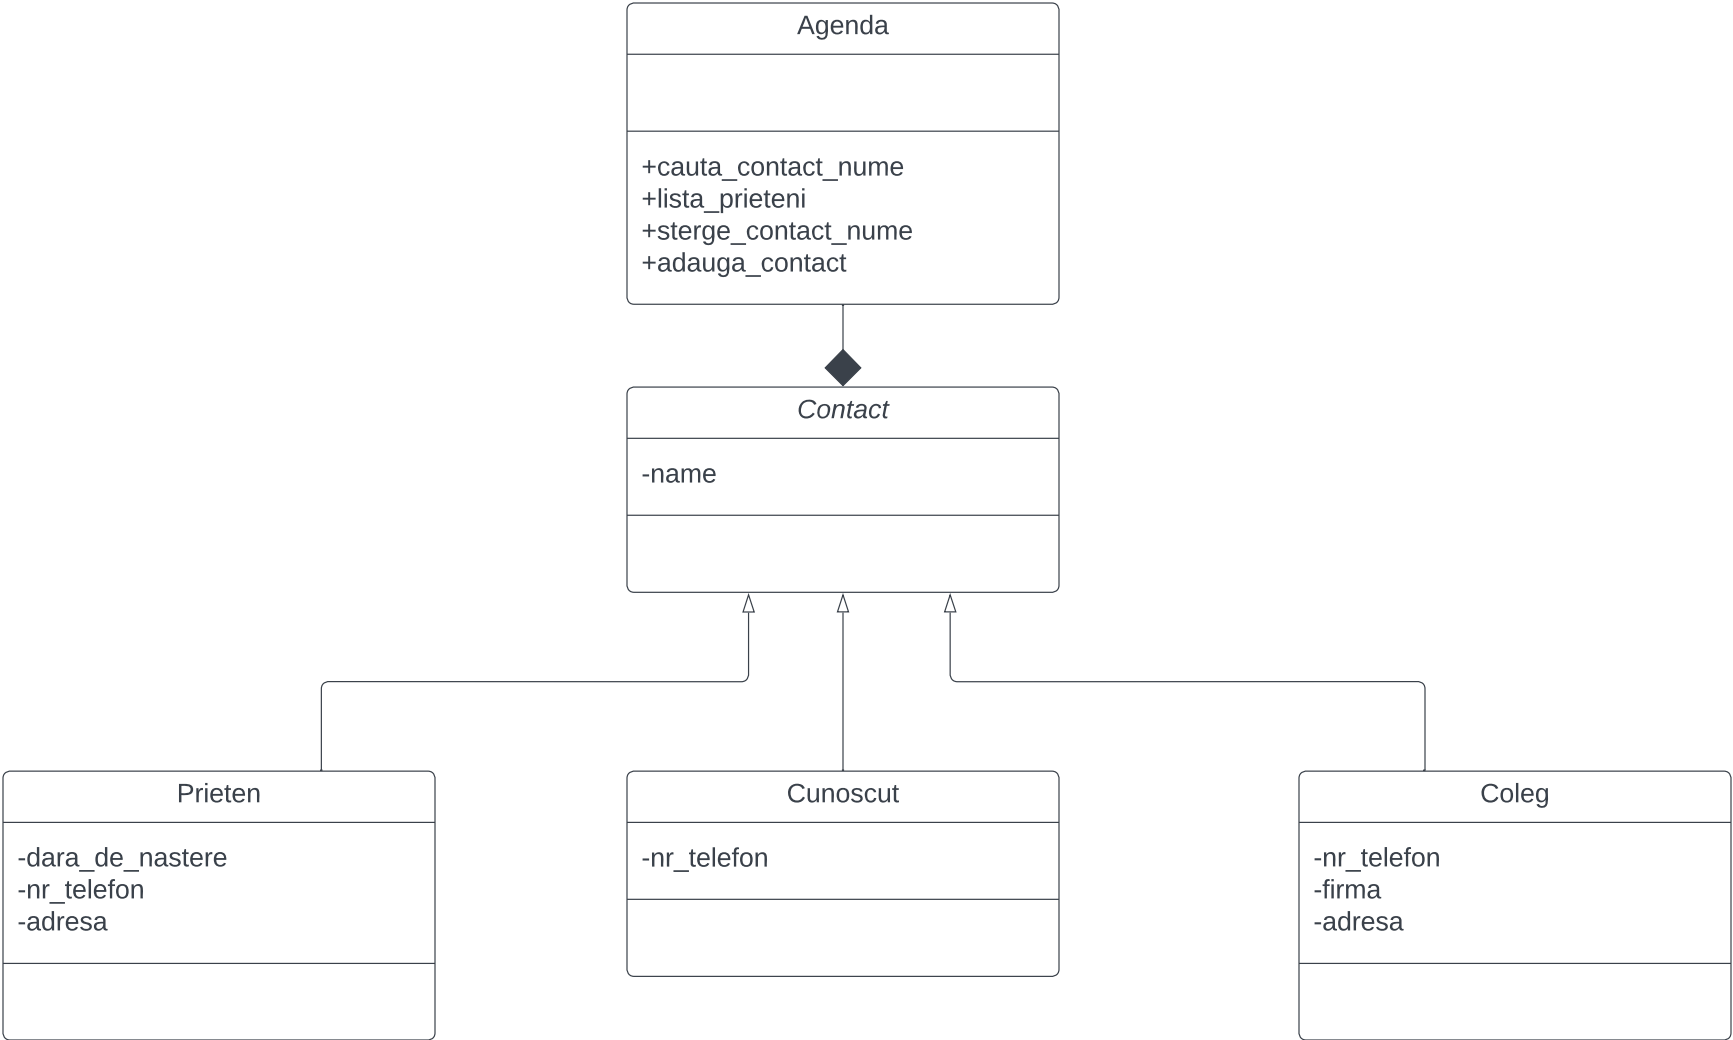 Agenda
+cauta_contact_nume
+lista_prieteni
+sterge_contact_nume
+adauga_contact
Contact
-name
Prieten
-dara_de_nastere
-nr_telefon
-adresa
Cunoscut
-nr_telefon
Coleg
-nr_telefon
-firma
-adresa